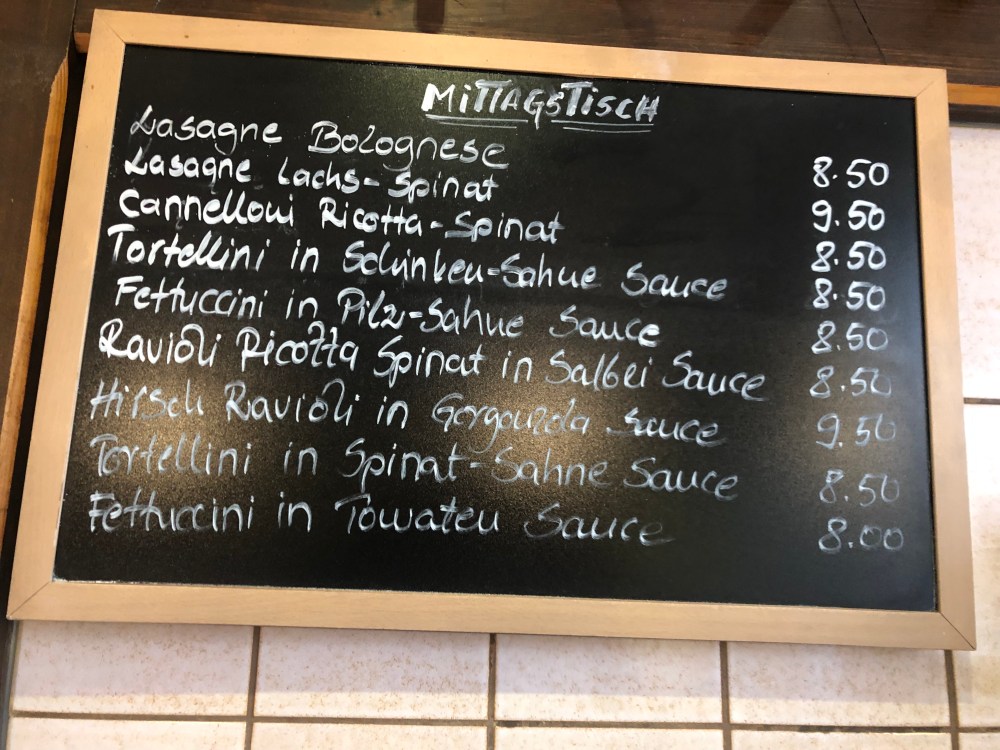 MITTAGSTISCH
Lasagne Bolognese 8.50
Lasagne Lachs-Spinat 9.50
Cannelloni Ricotta-Spinat 8.50
Tortellini in Schinken-Sahne Sauce 8.50
Fettuccini in Pilz-Sahne Sauce 8.50
Ravioli Ricotta Spinat in Salbei Sauce 8.50
Hirsch Ravioli in Gorgonzola Sauce 9.50
Tortellini in Spinat-Sahne Sauce 8.50
Fettuccini in Tomaten Sauce 8.00